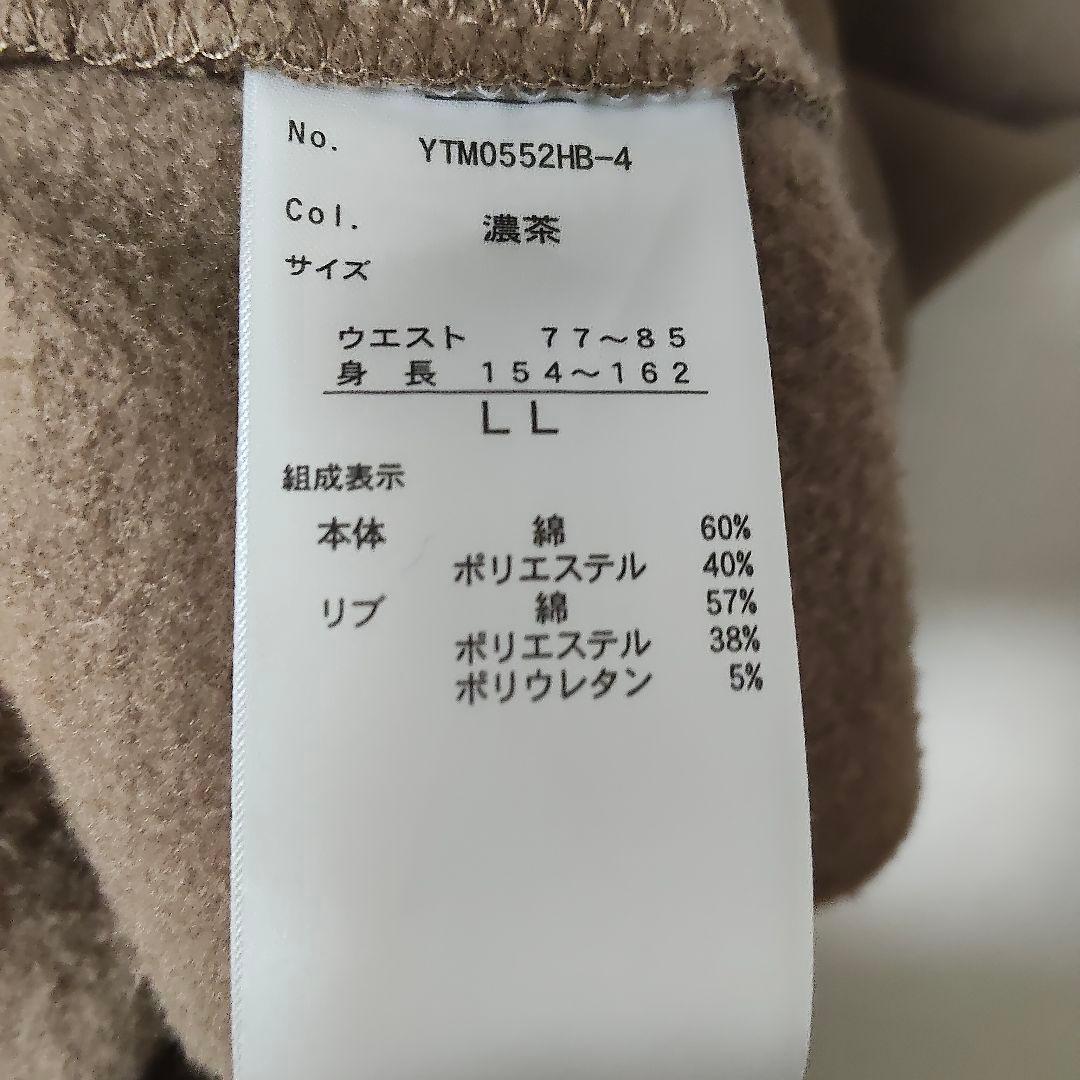 No. YTM0552HB-4
Col. 濃茶
サイズ
ウエスト 77〜85
身 長 154〜162
LL
組成表示
本体 綿 60%
ポリエステル 40%
リブ 綿 57%
ポリエステル 38%
ポリウレタン 5%